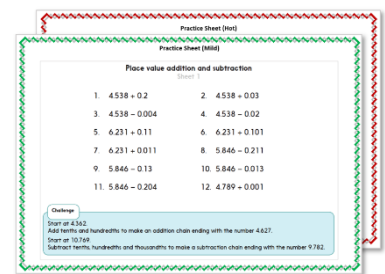 Practice Sheet (Hot)
Practice Sheet (Mild)
Place value addition and subtraction
Sheet 1
1. 4.538 + 0.2 2. 4.538 + 0.03
3. 4.538 – 0.004 4. 4.538 – 0.02
5. 6.231 + 0.11 6. 6.231 + 0.101
7. 6.231 + 0.011 8. 5.846 – 0.211
9. 5.846 – 0.13 10. 5.846 – 0.013
11. 5.846 – 0.204 12. 4.789 + 0.001
Challenge
Start at 4.362.
Add tenths and hundredths to make an addition chain ending with the number 4.627.
Start at 10.769.
Subtract tenths, hundredths and thousandths to make a subtraction chain ending with the number 9.782.